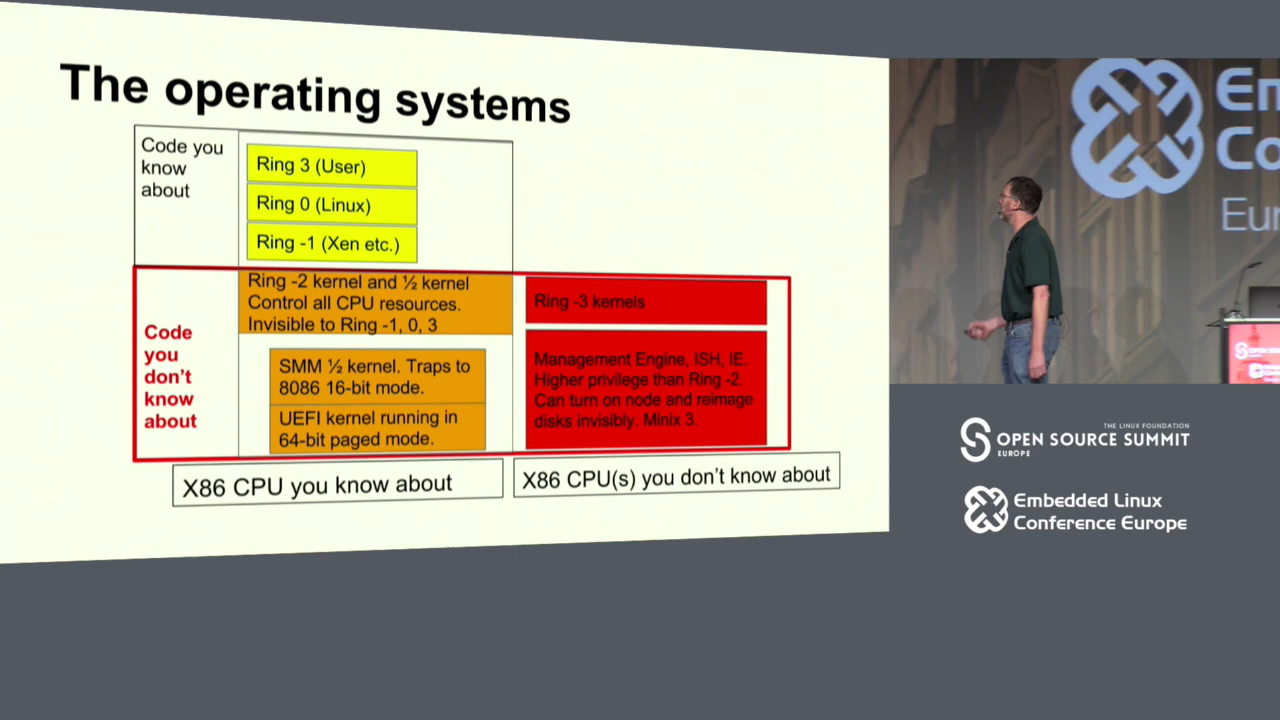 The operating systems
Code you
know
about
Ring 3 (User)
Ring 0 (Linux)
Ring -1 (Xen etc.)
Code
you
don't
know
about
Ring -2 kernel and ½ kernel
Control all CPU resources.
Invisible to Ring -1, 0, 3
SMM ½ kernel. Traps to
8086 16-bit mode.
UEFI kernel running in
64-bit paged mode.
Ring -3 kernels
Management Engine, ISH, IE.
Higher privilege than Ring -2.
Can turn on node and reimage
disks invisibly. Minix 3.
X86 CPU you know about
X86 CPU(s) you don't know about
Em
Co
Eur
THE LINUX FOUNDATION
OPEN SOURCE SUMMIT
EUROPE
Embedded Linux
Conference Europe